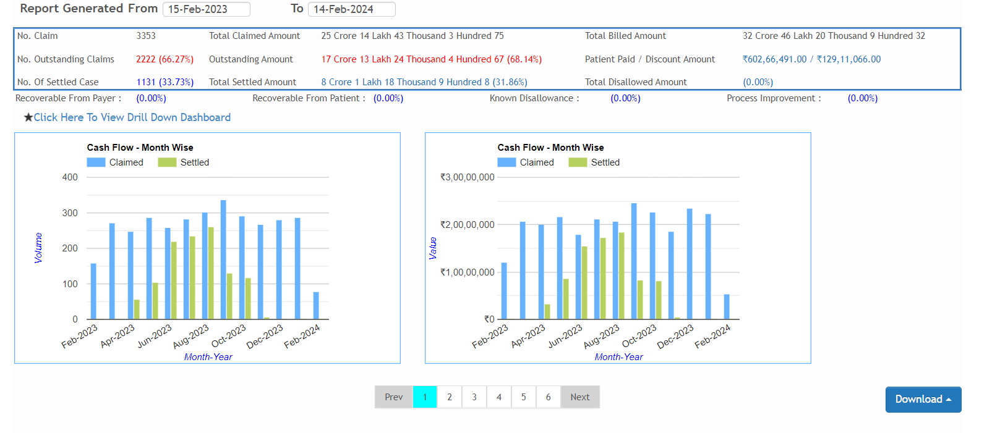 Report Generated From 15-Feb-2023 To 14-Feb-2024
No. Claim 3353 Total Claimed Amount 25 Crore 14 Lakh 43 Thousand 3 Hundred 75 Total Billed Amount 32 Crore 46 Lakh 20 Thousand 9 Hundred 32
No. Outstanding Claims 2222 (66.27%) Outstanding Amount 17 Crore 13 Lakh 24 Thousand 4 Hundred 67 (68.14%) Patient Paid / Discount Amount ₹602,66,491.00 / ₹129,11,066.00
No. Of Settled Case 1131 (33.73%) Total Settled Amount 8 Crore 1 Lakh 18 Thousand 9 Hundred 8 (31.86%) Total Disallowed Amount (0.00%)
Recoverable From Payer : (0.00%) Recoverable From Patient : (0.00%) Known Disallowance : (0.00%) Process Improvement : (0.00%)
★Click Here To View Drill Down Dashboard
Cash Flow - Month Wise
Claimed Settled
400
300
200
100
0
Volume
Feb-2023 Apr-2023 Jun-2023 Aug-2023 Oct-2023 Dec-2023 Feb-2024
Month-Year
Cash Flow - Month Wise
Claimed Settled
₹3,00,00,000
₹2,00,00,000
₹1,00,00,000
₹0
Value
Feb-2023 Apr-2023 Jun-2023 Aug-2023 Oct-2023 Dec-2023 Feb-2024
Month-Year
Prev 1 2 3 4 5 6 Next
Download